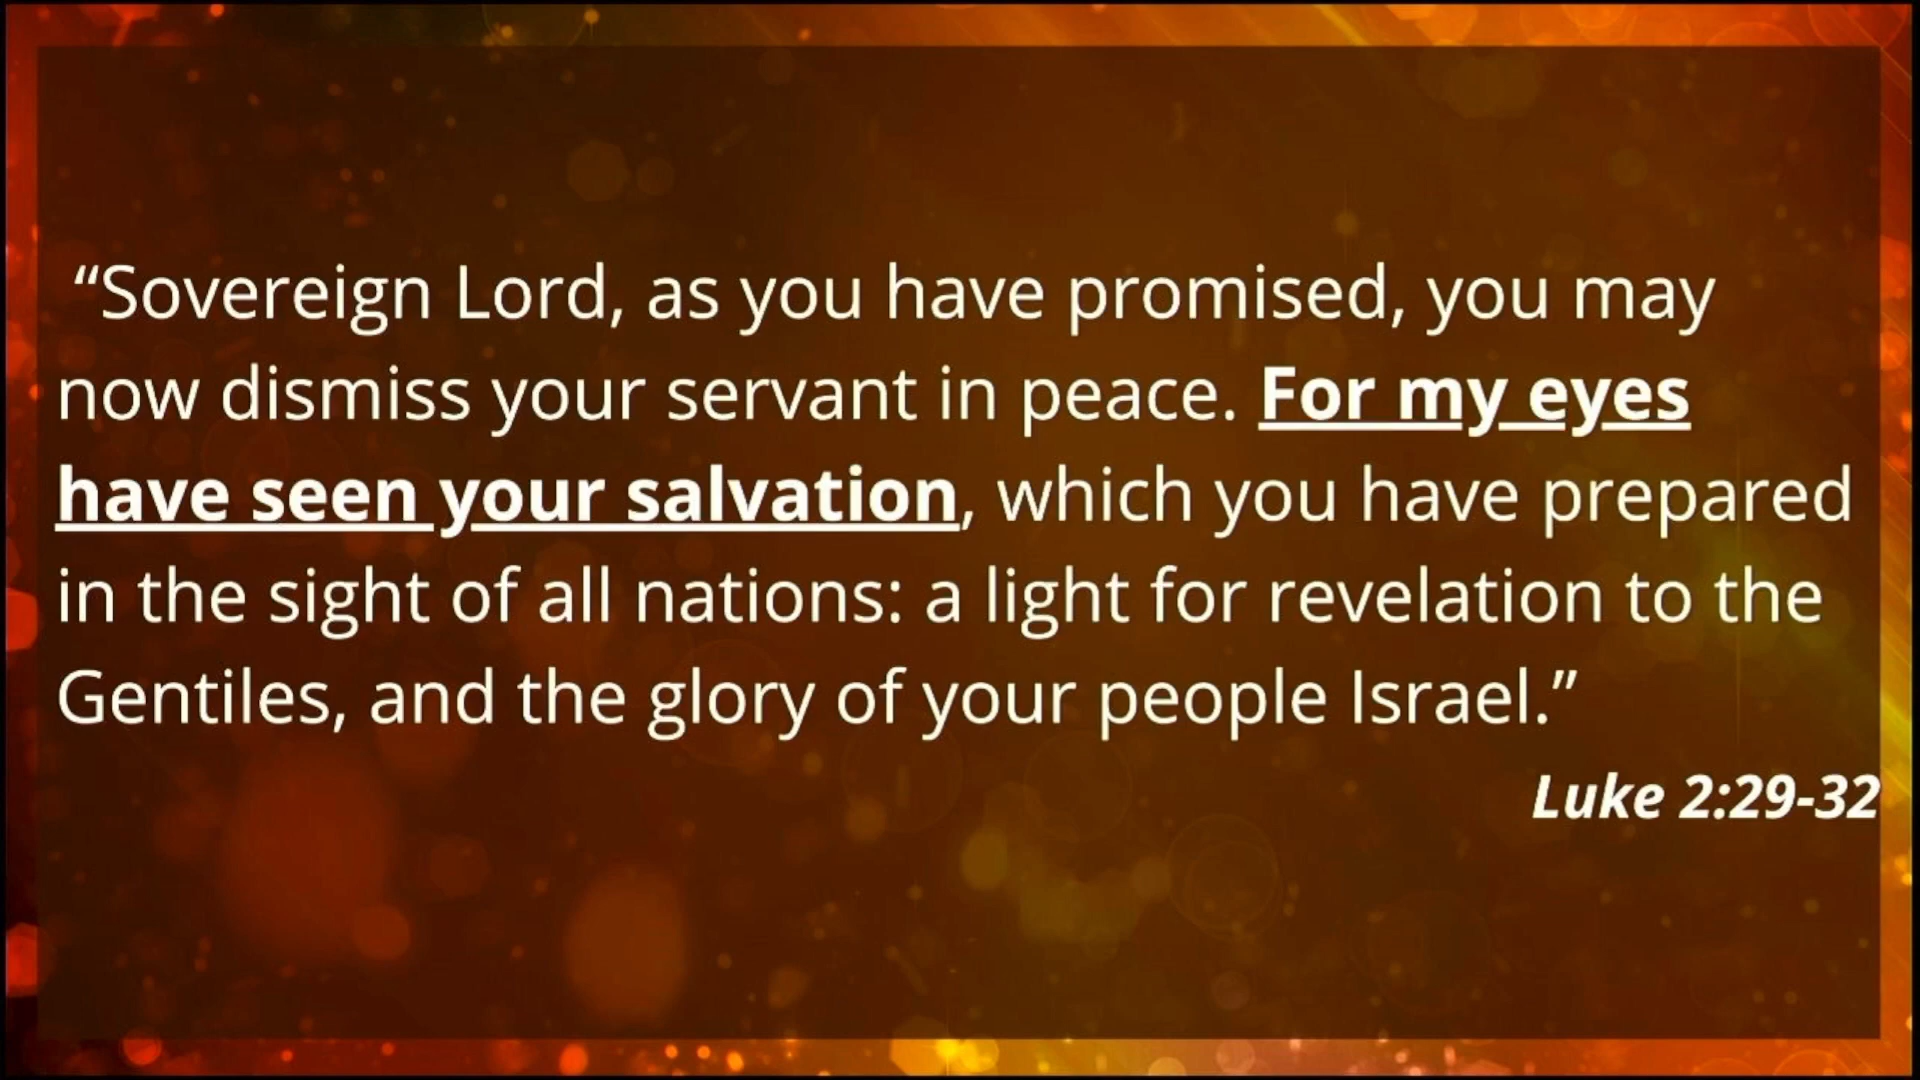 “Sovereign Lord, as you have promised, you may
now dismiss your servant in peace. For my eyes
have seen your salvation, which you have prepared
in the sight of all nations: a light for revelation to the
Gentiles, and the glory of your people Israel.”
Luke 2:29-32